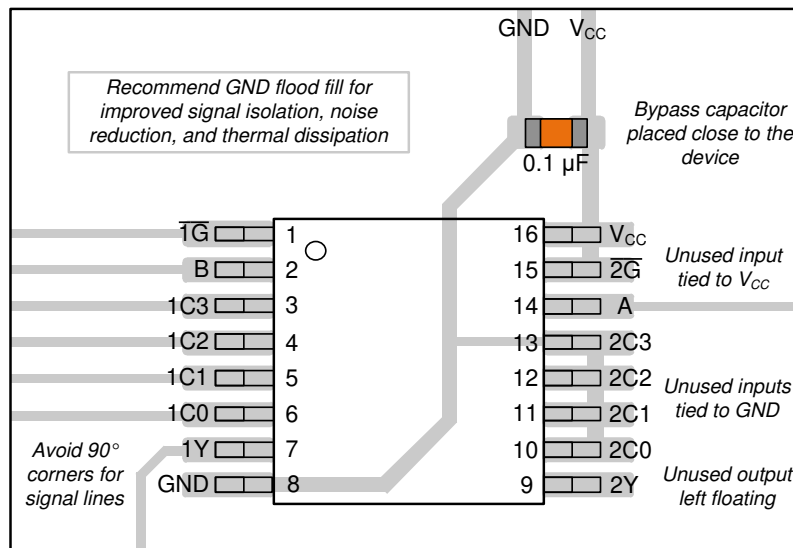 GND V_CC
Recommend GND flood fill for
improved signal isolation, noise
reduction, and thermal dissipation
Bypass capacitor
placed close to the
device
0.1 µF
1G̅ 1 16 V_CC
B 2 15 2G̅
Unused input
tied to V_CC
1C3 3 14 A
1C2 4 13 2C3
1C1 5 12 2C2
1C0 6 11 2C1
Unused inputs
tied to GND
1Y 7 10 2C0
GND 8 9 2Y
Avoid 90°
corners for
signal lines
Unused output
left floating